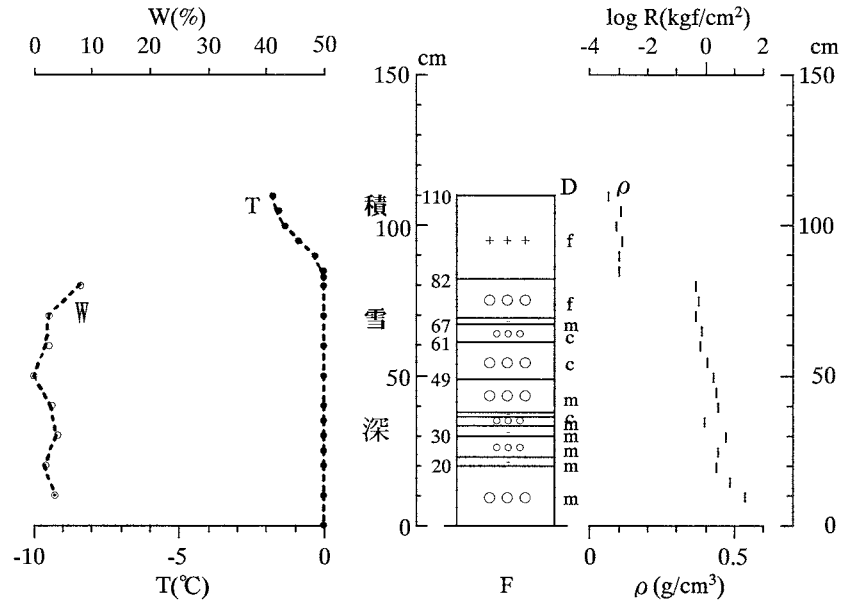 W(%) log R(kgf/cm²)
0 10 20 30 40 50 -4 -2 0 2
cm cm
150 150
D ρ
T 積 110
+ + + f
100 100
82
W f
雪 67 m
61 c
c
50 49 50
m
深 c
m
30 m
m
20 m
m
0 0
-10 -5 0 0 0.5
T(℃) F ρ (g/cm³)